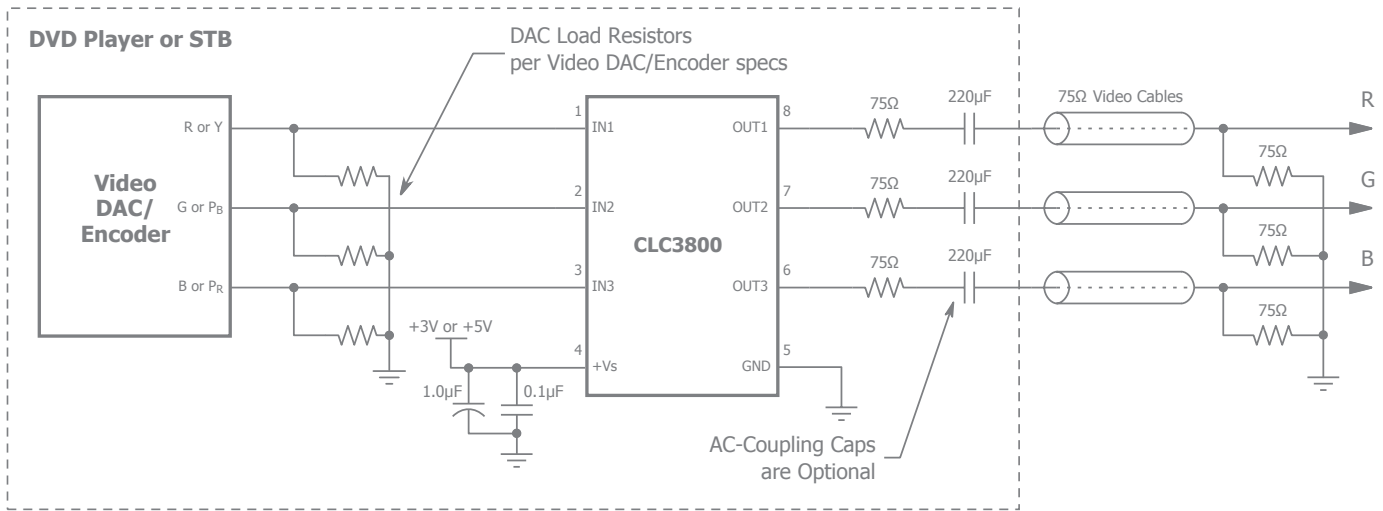 DVD Player or STB
DAC Load Resistors
per Video DAC/Encoder specs
Video
DAC/
Encoder
R or Y
G or PB
B or PR
1
IN1
2
IN2
3
IN3
4
+Vs
CLC3800
8
OUT1
7
OUT2
6
OUT3
5
GND
+3V or +5V
1.0µF
0.1µF
75Ω
220µF
75Ω
220µF
75Ω
220µF
AC-Coupling Caps
are Optional
75Ω Video Cables
R
75Ω
G
75Ω
B
75Ω